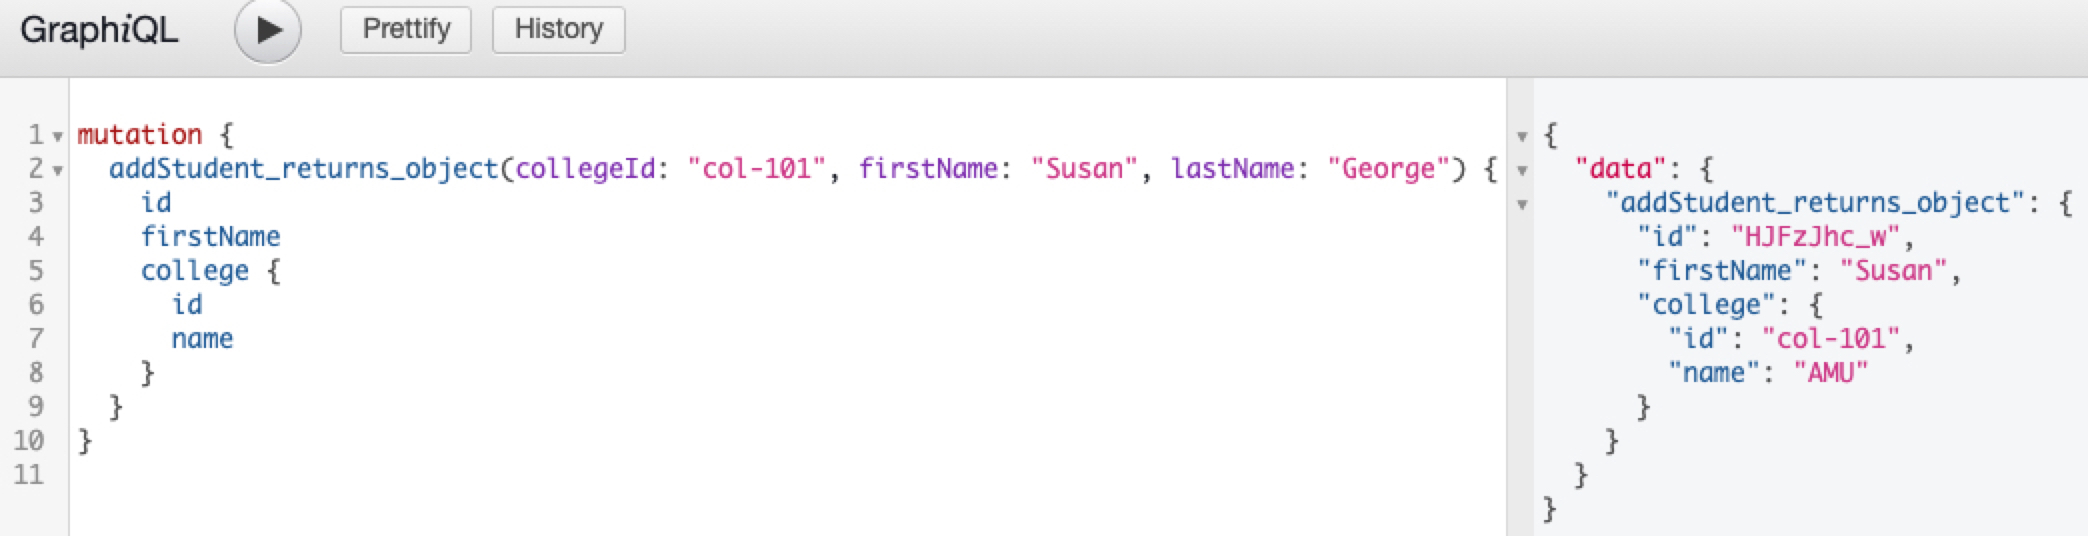 GraphiQL Prettify History
1 mutation {
2 addStudent_returns_object(collegeId: "col-101", firstName: "Susan", lastName: "George") {
3 id
4 firstName
5 college {
6 id
7 name
8 }
9 }
10 }
11
{
"data": {
"addStudent_returns_object": {
"id": "HJFzJhc_w",
"firstName": "Susan",
"college": {
"id": "col-101",
"name": "AMU"
}
}
}
}